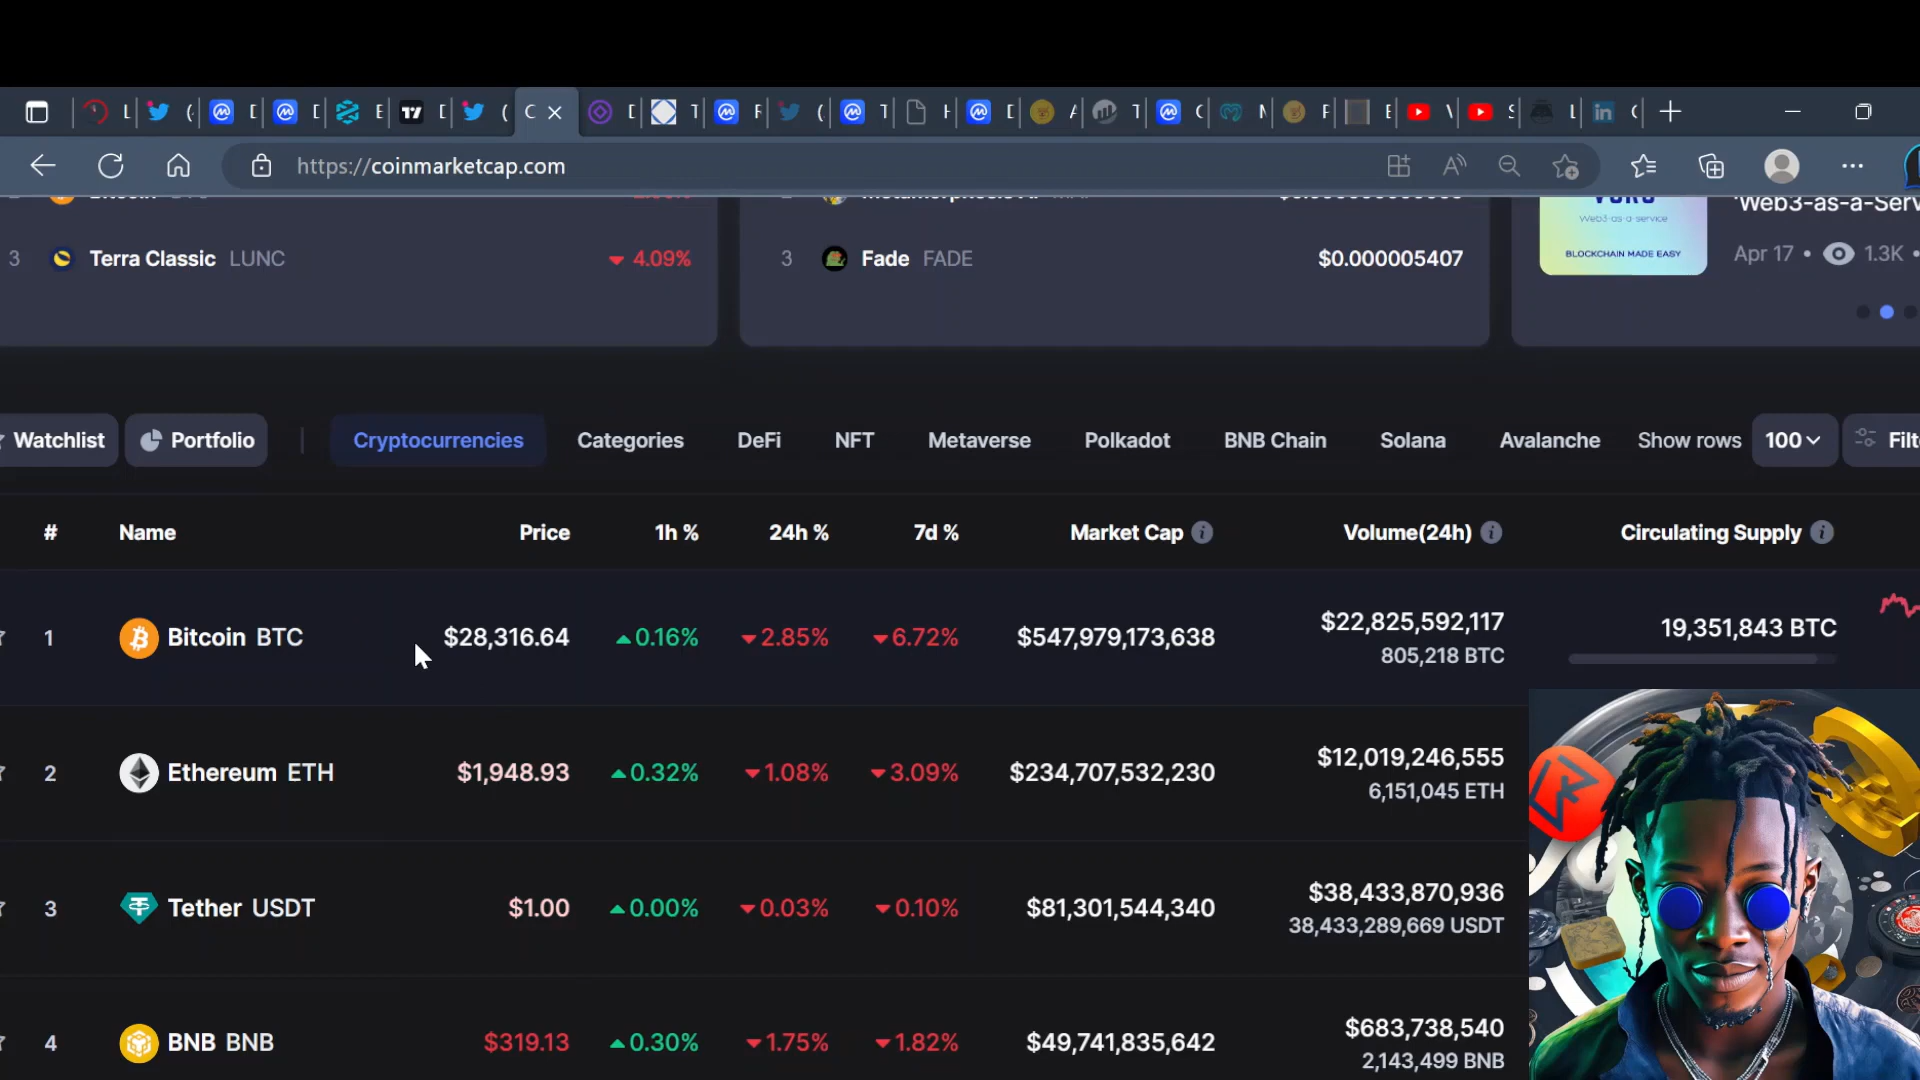 L ( D D E D ( C D T F ( T H D A T C M F E V S L C
https://coinmarketcap.com
VURU
Web3-as-a-service
BLOCKCHAIN MADE EASY
'Web3-as-a-Serv
Apr 17 • 1.3K •
3 Terra Classic LUNC 4.09%
3 Fade FADE $0.000005407
Watchlist Portfolio Cryptocurrencies Categories DeFi NFT Metaverse Polkadot BNB Chain Solana Avalanche Show rows 100 Filt
# Name Price 1h % 24h % 7d % Market Cap Volume(24h) Circulating Supply
1 Bitcoin BTC $28,316.64 0.16% 2.85% 6.72% $547,979,173,638 $22,825,592,117 19,351,843 BTC
805,218 BTC
2 Ethereum ETH $1,948.93 0.32% 1.08% 3.09% $234,707,532,230 $12,019,246,555
6,151,045 ETH
3 Tether USDT $1.00 0.00% 0.03% 0.10% $81,301,544,340 $38,433,870,936
38,433,289,669 USDT
4 BNB BNB $319.13 0.30% 1.75% 1.82% $49,741,835,642 $683,738,540
2,143,499 BNB